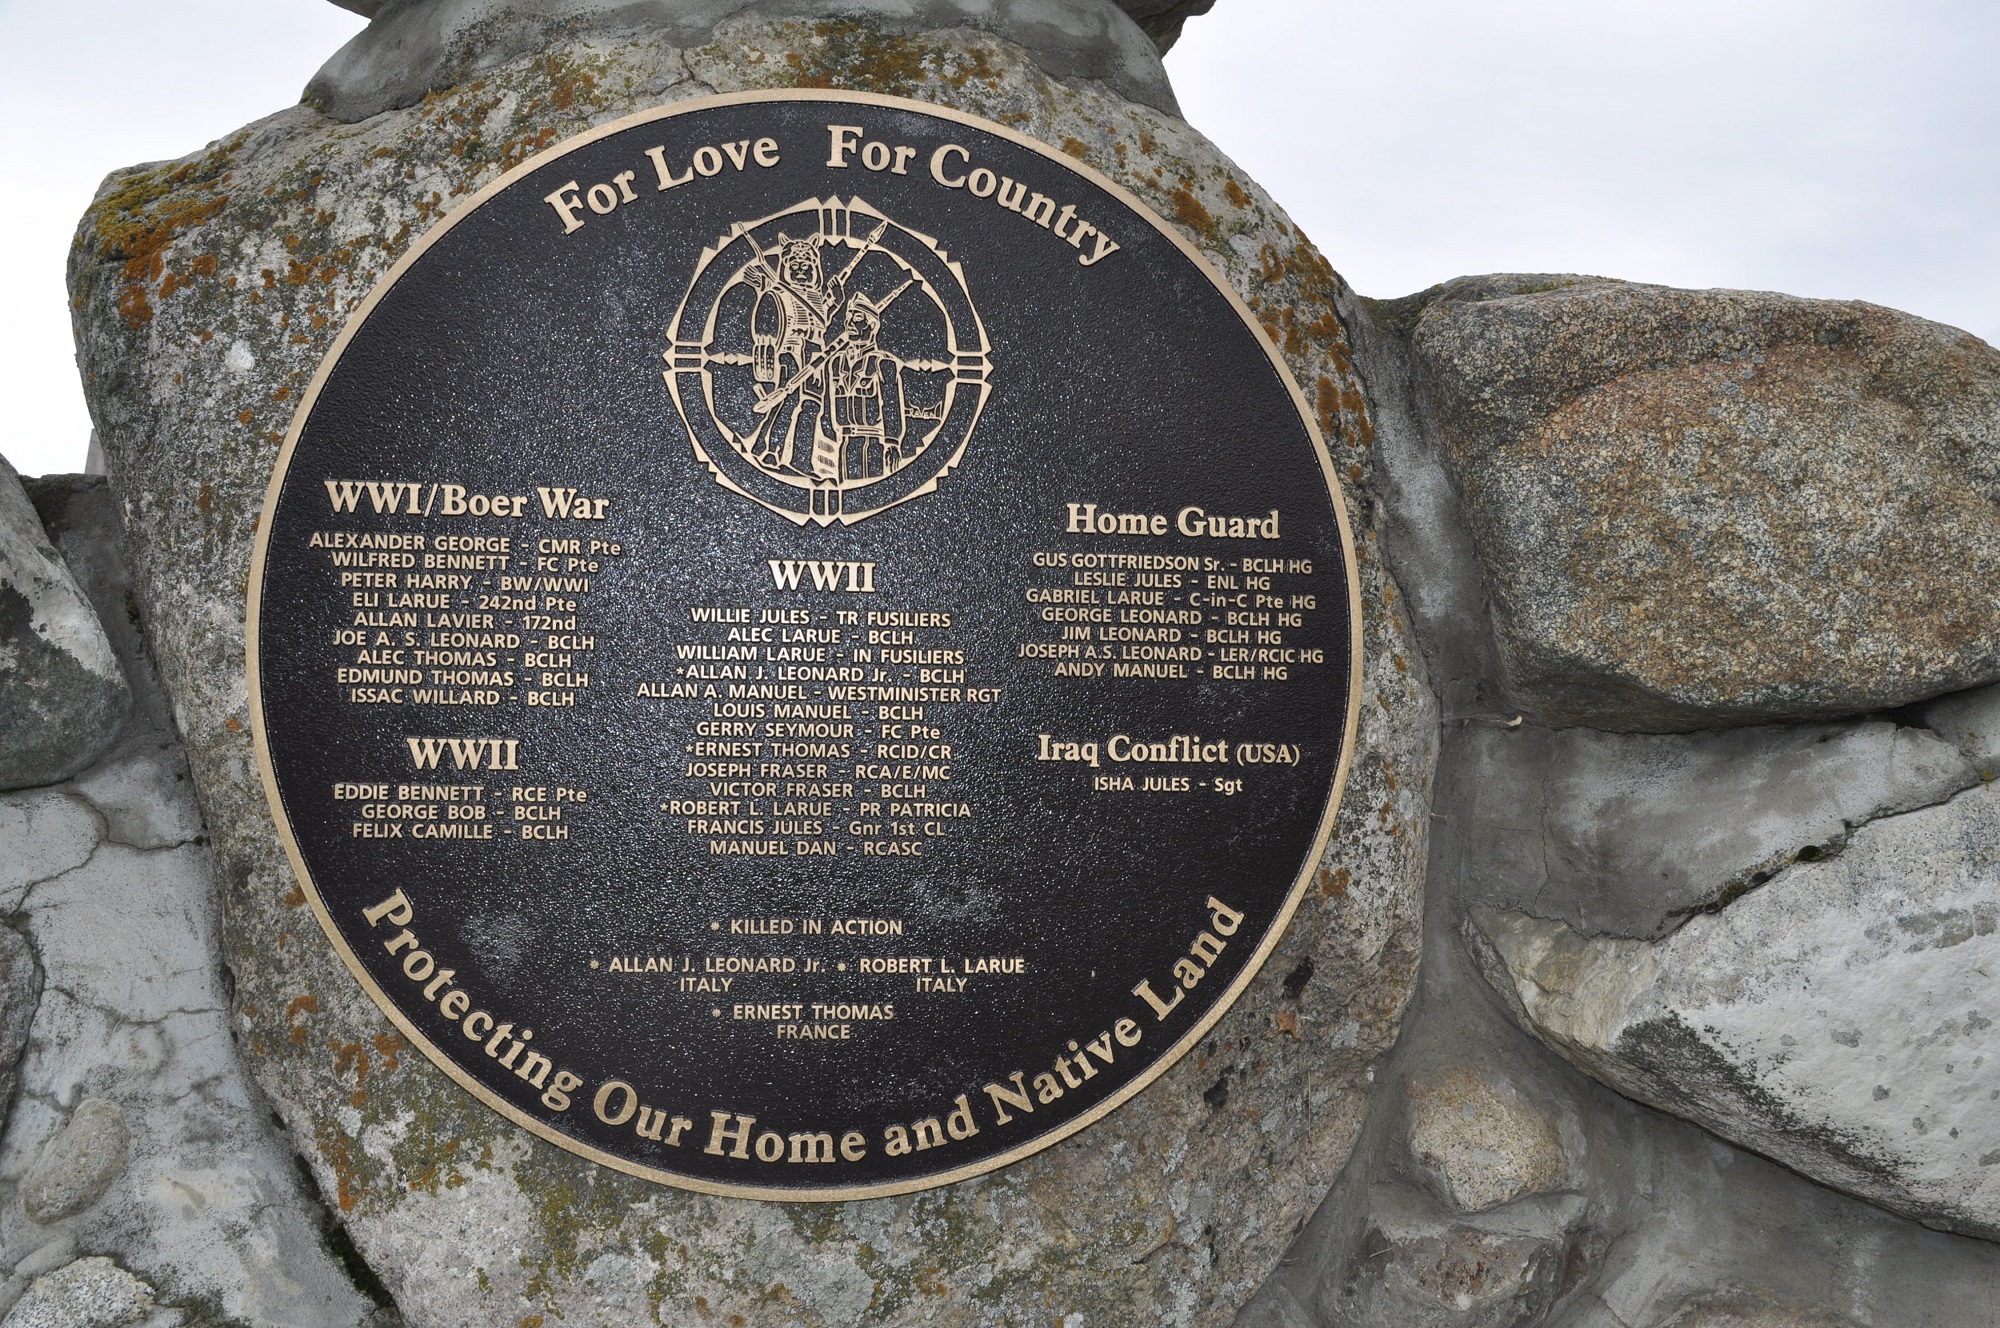 For Love For Country
WWI/Boer War
ALEXANDER GEORGE - CMR Pte
WILFRED BENNETT - FC Pte
PETER HARRY - BW/WWI
ELI LARUE - 242nd Pte
ALLAN LAVIER - 172nd
JOE A. S. LEONARD - BCLH
ALEC THOMAS - BCLH
EDMUND THOMAS - BCLH
ISSAC WILLARD - BCLH
WWII
EDDIE BENNETT - RCE Pte
GEORGE BOB - BCLH
FELIX CAMILLE - BCLH
WWII
WILLIE JULES - TR FUSILIERS
ALEC LARUE - BCLH
WILLIAM LARUE - IN FUSILIERS
*ALLAN J. LEONARD Jr. - BCLH
ALLAN A. MANUEL - WESTMINISTER RGT
LOUIS MANUEL - BCLH
GERRY SEYMOUR - FC Pte
*ERNEST THOMAS - RCID/CR
JOSEPH FRASER - RCA/E/MC
VICTOR FRASER - BCLH
*ROBERT L. LARUE - PR PATRICIA
FRANCIS JULES - Gnr 1st CL
MANUEL DAN - RCASC
Home Guard
GUS GOTTFRIEDSON Sr. - BCLH HG
LESLIE JULES - ENL HG
GABRIEL LARUE - C-in-C Pte HG
GEORGE LEONARD - BCLH HG
JIM LEONARD - BCLH HG
JOSEPH A.S. LEONARD - LER/RCIC HG
ANDY MANUEL - BCLH HG
Iraq Conflict (USA)
ISHA JULES - Sgt
* KILLED IN ACTION
* ALLAN J. LEONARD Jr. * ROBERT L. LARUE
ITALY ITALY
* ERNEST THOMAS
FRANCE
Protecting Our Home and Native Land